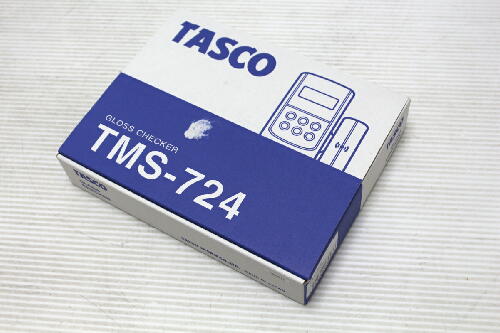 TASCO
GLOSS CHECKER
TMS-724
TASCO